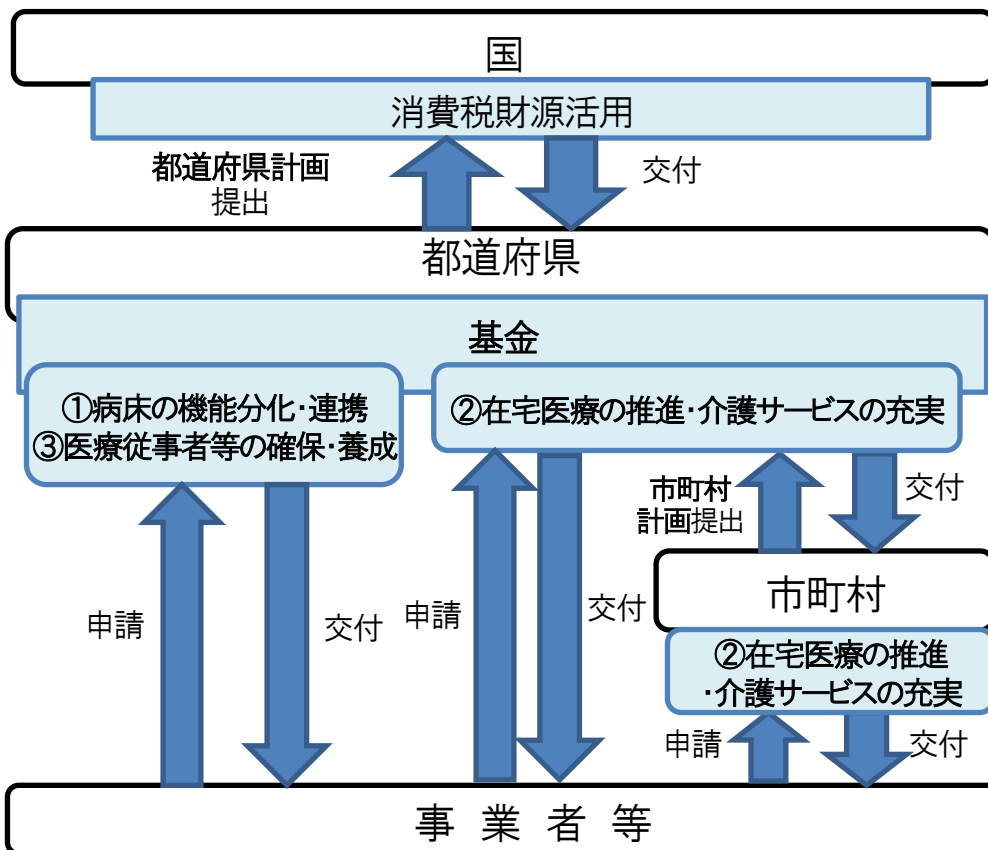 国
消費税財源活用
都道府県計画
提出
交付
都道府県
基金
①病床の機能分化・連携
③医療従事者等の確保・養成
②在宅医療の推進・介護サービスの充実
市町村
計画提出
交付
市町村
申請
交付
申請
交付
②在宅医療の推進
・介護サービスの充実
申請
交付
事業者等